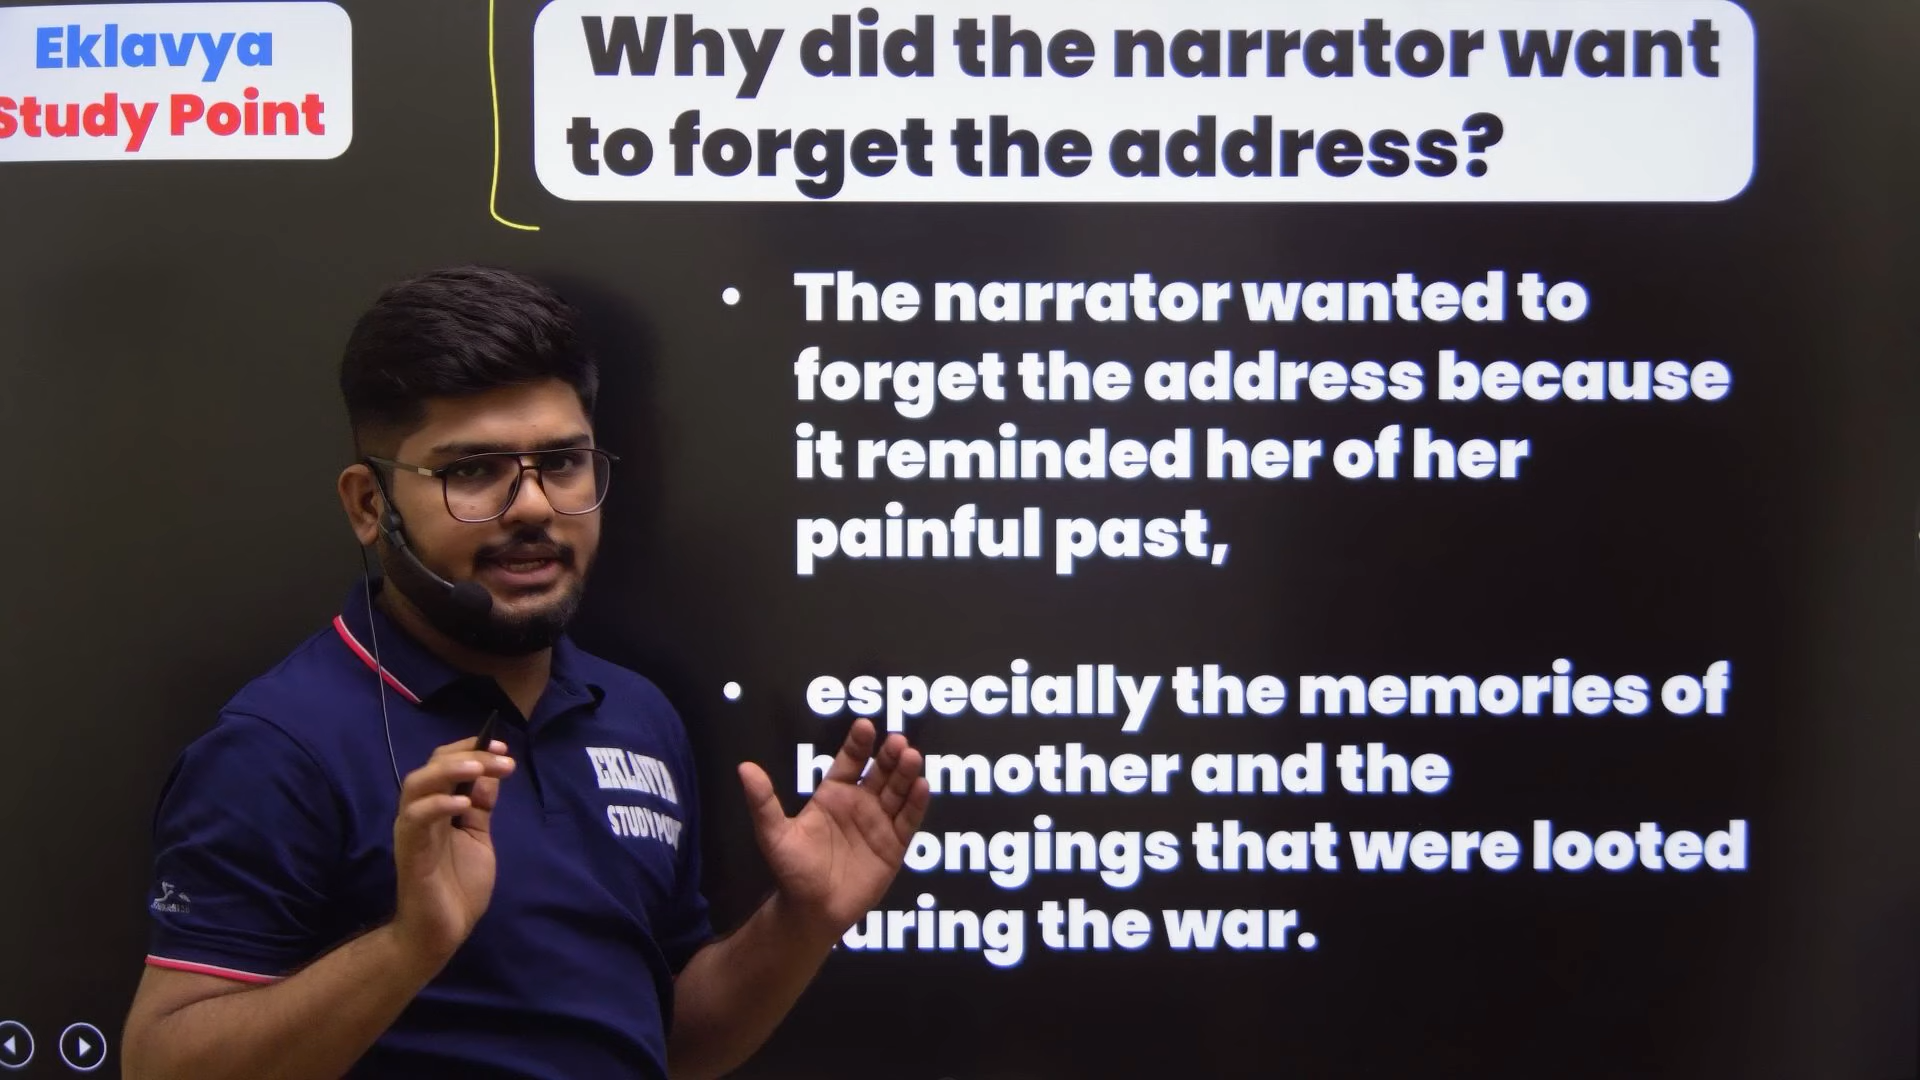 Eklavya
Study Point
Why did the narrator want
to forget the address?
• The narrator wanted to
forget the address because
it reminded her of her
painful past,
• especially the memories of
mother and the
that were looted
the war.
EKLAVYA
STUDY